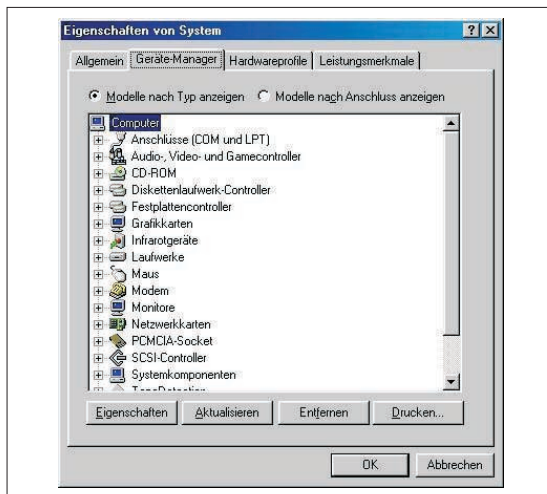 Eigenschaften von System
Allgemein Geräte-Manager Hardwareprofile Leistungsmerkmale
Modelle nach Typ anzeigen Modelle nach Anschluss anzeigen
Computer
Anschlüsse (COM und LPT)
Audio-, Video- und Gamecontroller
CD-ROM
Diskettenlaufwerk-Controller
Festplattencontroller
Grafikkarten
Infrarotgeräte
Laufwerke
Maus
Modem
Monitore
Netzwerkkarten
PCMCIA-Socket
SCSI-Controller
Systemkomponenten
Eigenschaften Aktualisieren Entfernen Drucken...
OK Abbrechen